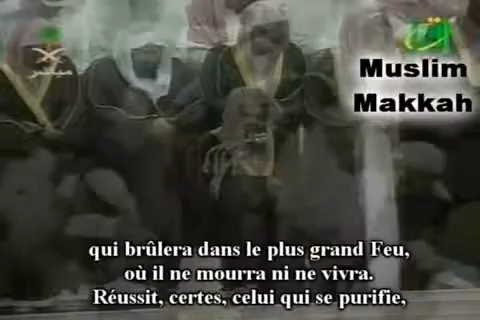 مباشر
Muslim
Makkah
qui brûlera dans le plus grand Feu,
où il ne mourra ni ne vivra.
Réussit, certes, celui qui se purifie,